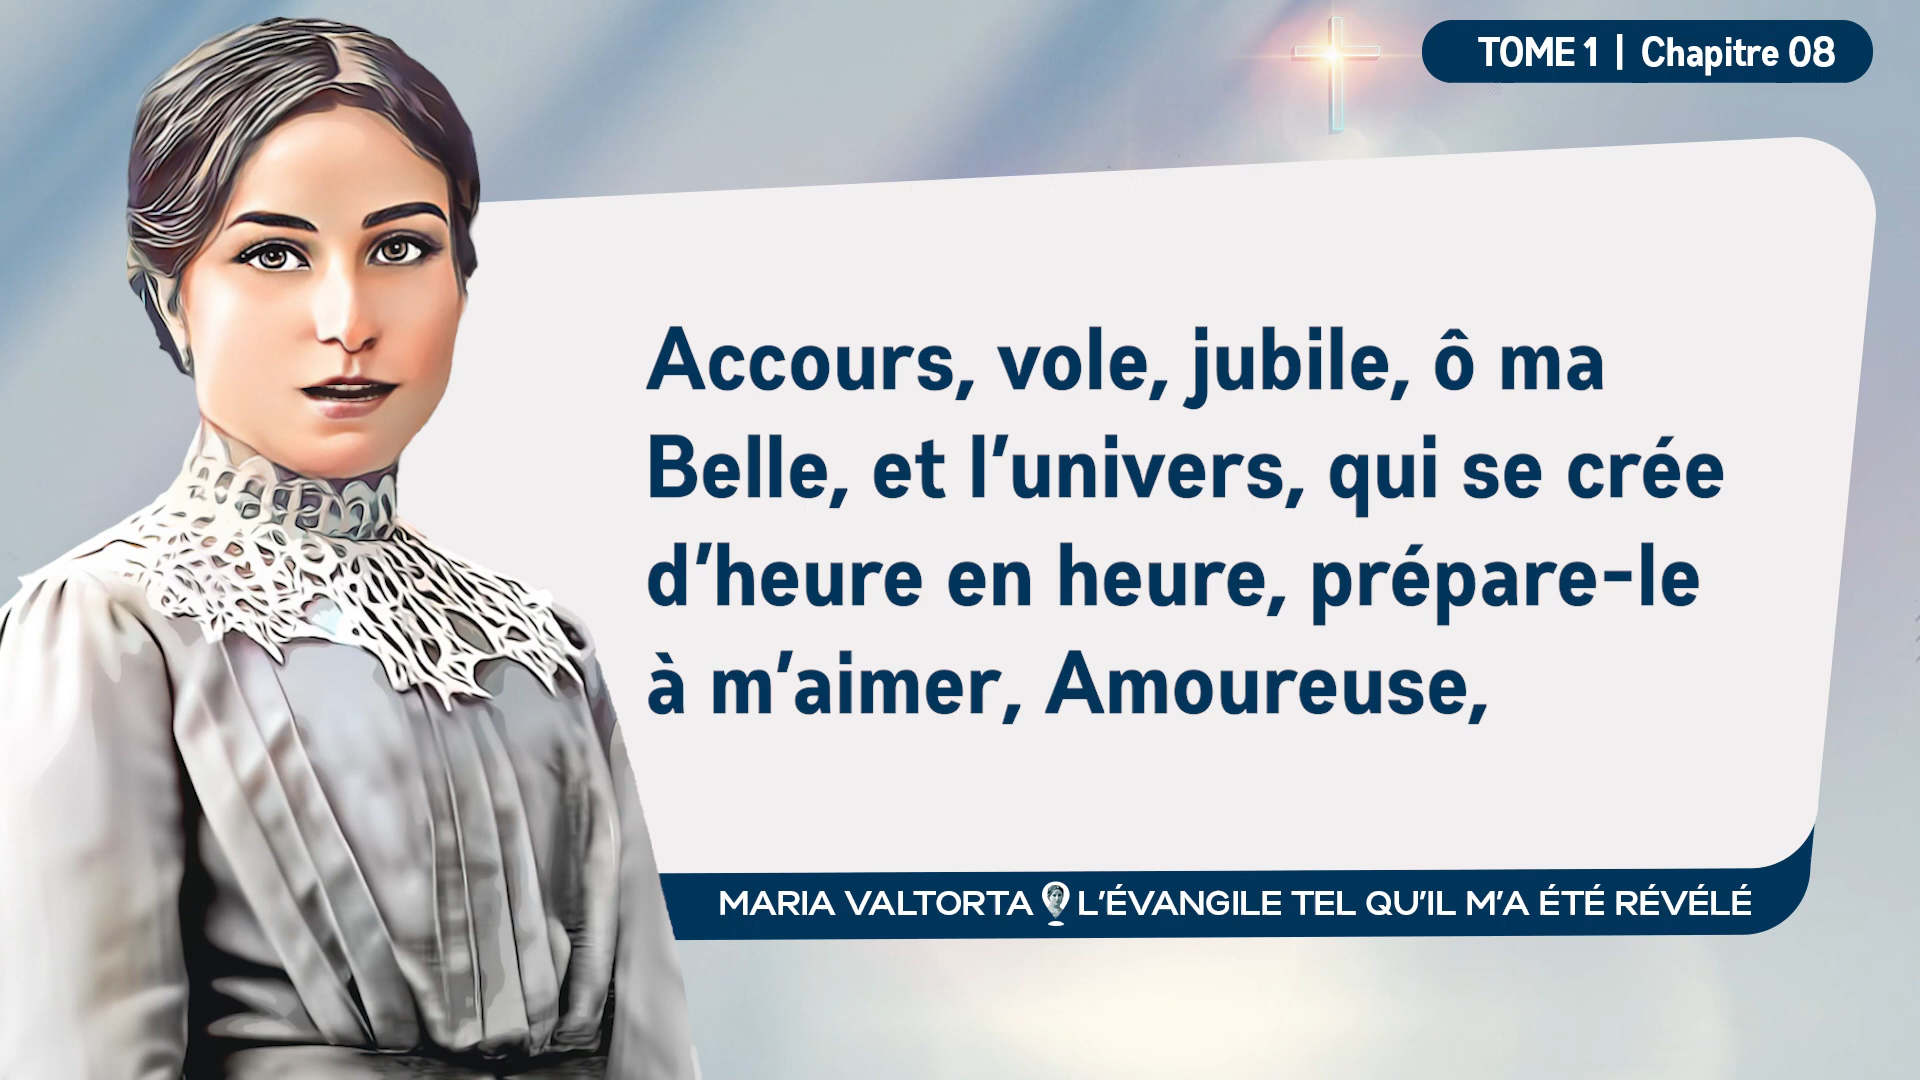 TOME 1 | Chapitre 08
Accours, vole, jubile, ô ma
Belle, et l’univers, qui se crée
d’heure en heure, prépare-le
à m’aimer, Amoureuse,
MARIA VALTORTA L’ÉVANGILE TEL QU’IL M’A ÉTÉ RÉVÉLÉ